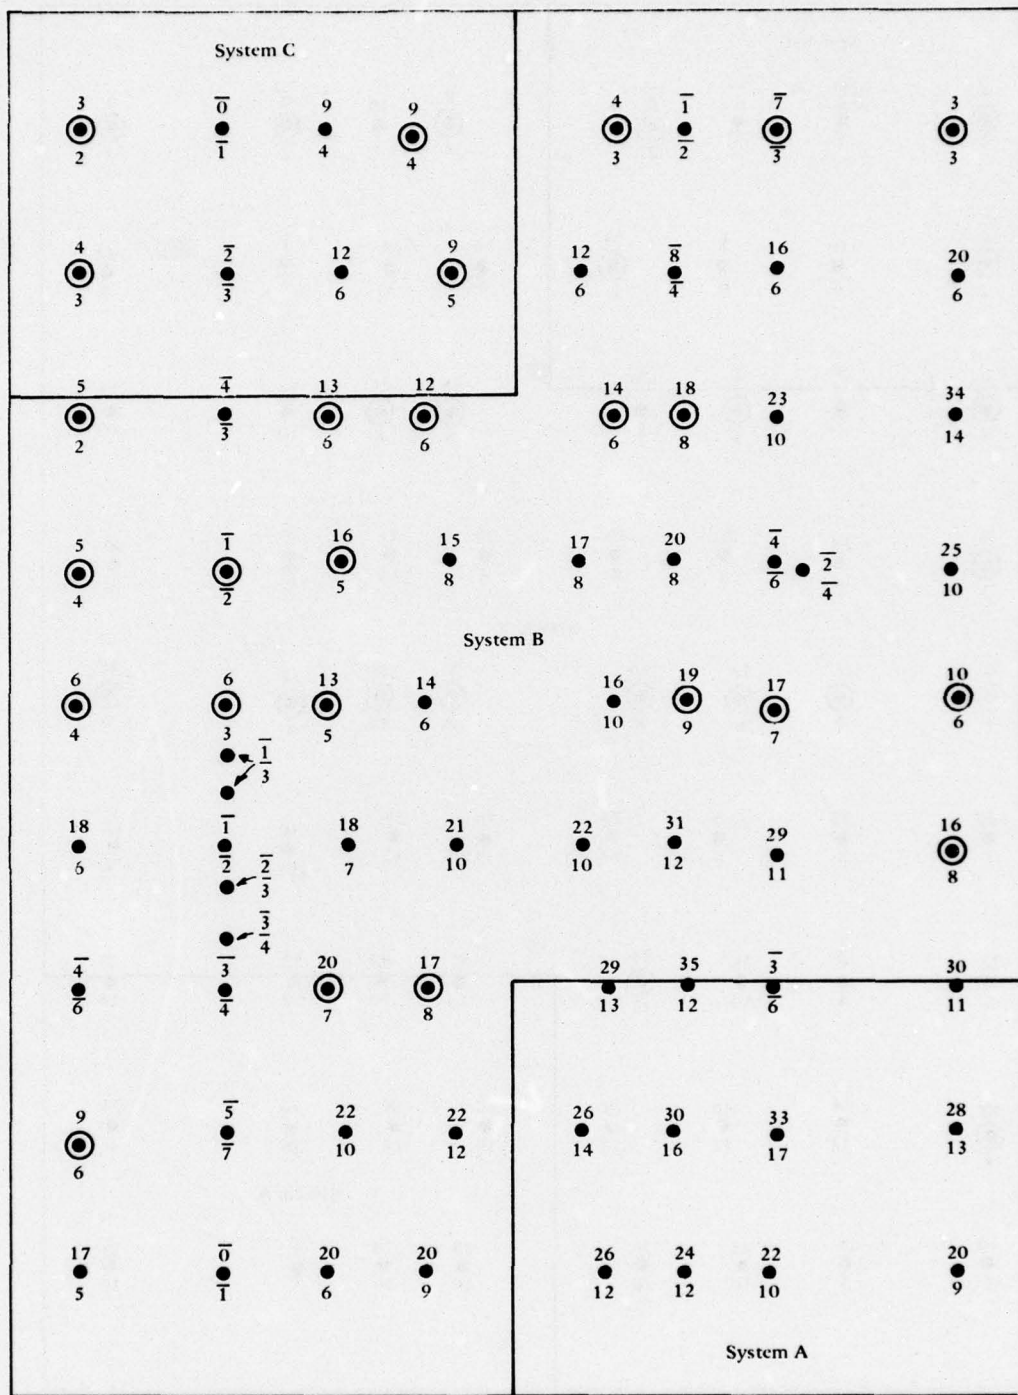 System C
3 0̅ 9 9 4 1̅ 7̅ 3
2 1̅ 4 4 3 2̅ 3̅ 3
4 2̅ 12 9 12 8̅ 16 20
3 3̅ 6 5 6 4̅ 6 6
5 4̅ 13 12 14 18 23 34
2 3̅ 6 6 6 8 10 14
5 1̅ 16 15 17 20 4̅ 2̅ 25
4 2̅ 5 8 8 8 6̅ 4̅ 10
System B
6 6 13 14 16 19 17 10
4 3 5 6 10 9 7 6
1̅
3̅
18 1̅ 18 21 22 31 29 16
6 2̅ 7 10 10 12 11 8
2̅
3̅
3̅
4̅
4̅ 3̅ 20 17 29 35 3̅ 30
6̅ 4̅ 7 8 13 12 6̅ 11
9 5̅ 22 22 26 30 33 28
6 7̅ 10 12 14 16 17 13
17 0̅ 20 20 26 24 22 20
5 1̅ 6 9 12 12 10 9
System A